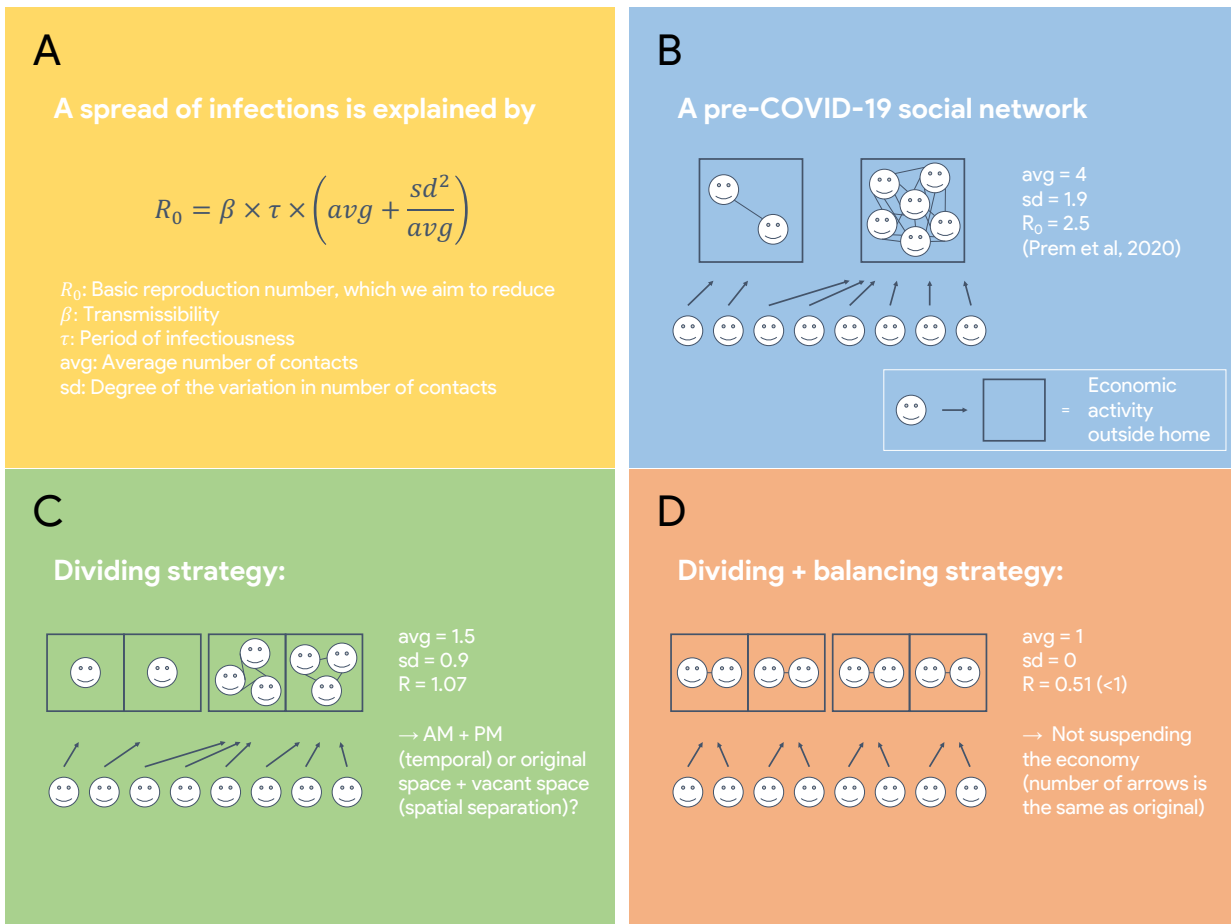 A
A spread of infections is explained by
R₀ = β × τ × (avg + sd²/avg)
R₀: Basic reproduction number, which we aim to reduce
β: Transmissibility
τ: Period of infectiousness
avg: Average number of contacts
sd: Degree of the variation in number of contacts
B
A pre-COVID-19 social network
avg = 4
sd = 1.9
R₀ = 2.5
(Prem et al, 2020)
= Economic
activity
outside home
C
Dividing strategy:
avg = 1.5
sd = 0.9
R = 1.07
→ AM + PM
(temporal) or original
space + vacant space
(spatial separation)?
D
Dividing + balancing strategy:
avg = 1
sd = 0
R = 0.51 (<1)
→ Not suspending
the economy
(number of arrows is
the same as original)